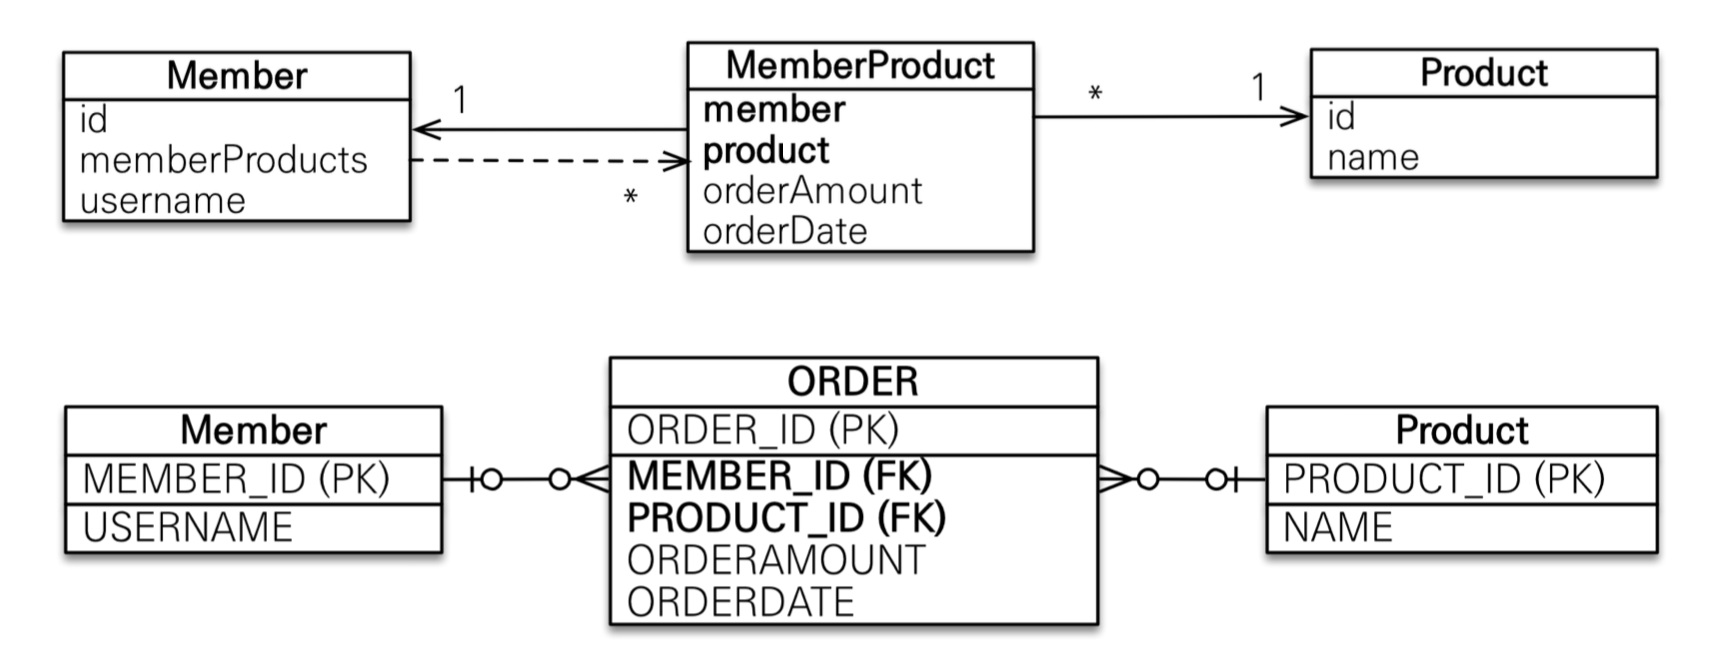 Member
id
memberProducts
username
1
*
MemberProduct
member
product
orderAmount
orderDate
*
1
Product
id
name
Member
MEMBER_ID (PK)
USERNAME
ORDER
ORDER_ID (PK)
MEMBER_ID (FK)
PRODUCT_ID (FK)
ORDERAMOUNT
ORDERDATE
Product
PRODUCT_ID (PK)
NAME